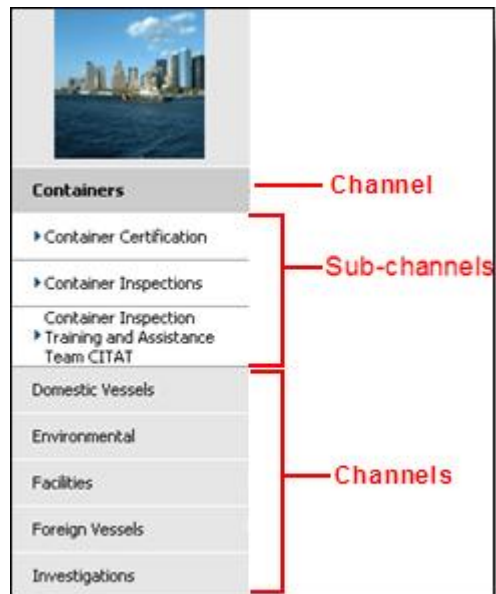 Containers
Channel
Container Certification
Container Inspections
Container Inspection
Training and Assistance
Team CITAT
Sub-channels
Domestic Vessels
Environmental
Facilities
Foreign Vessels
Investigations
Channels